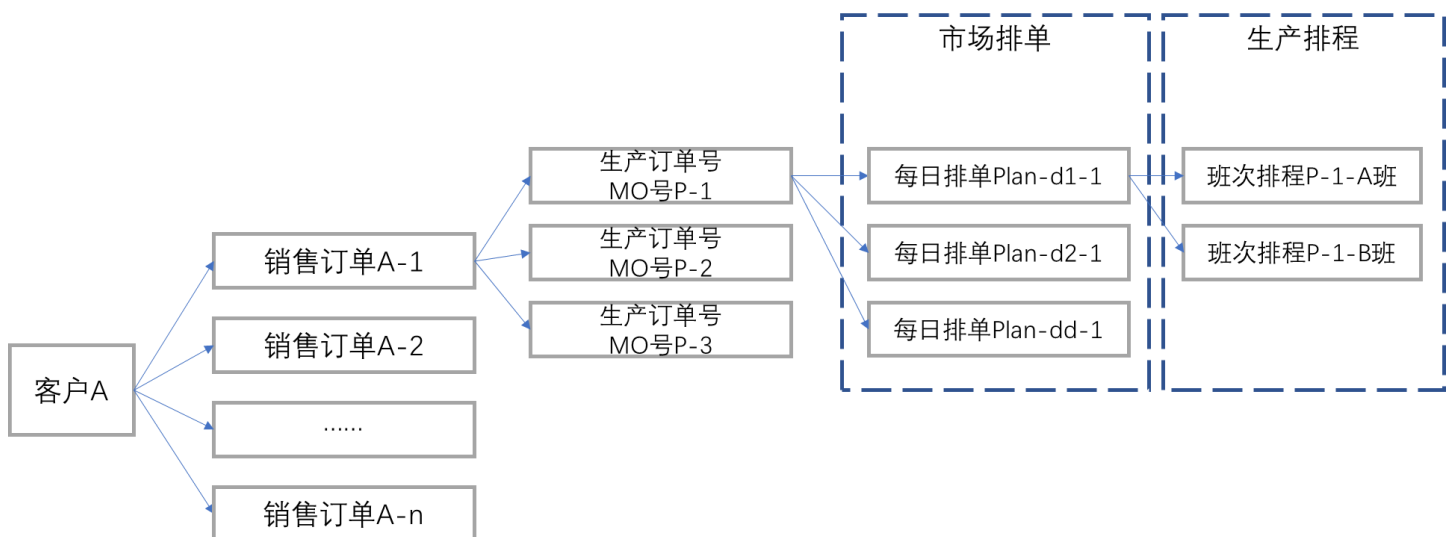 市场排单
生产排程
生产订单号
MO号P-1
每日排单Plan-d1-1
班次排程P-1-A班
销售订单A-1
生产订单号
MO号P-2
每日排单Plan-d2-1
班次排程P-1-B班
生产订单号
MO号P-3
每日排单Plan-dd-1
销售订单A-2
客户A
······
销售订单A-n